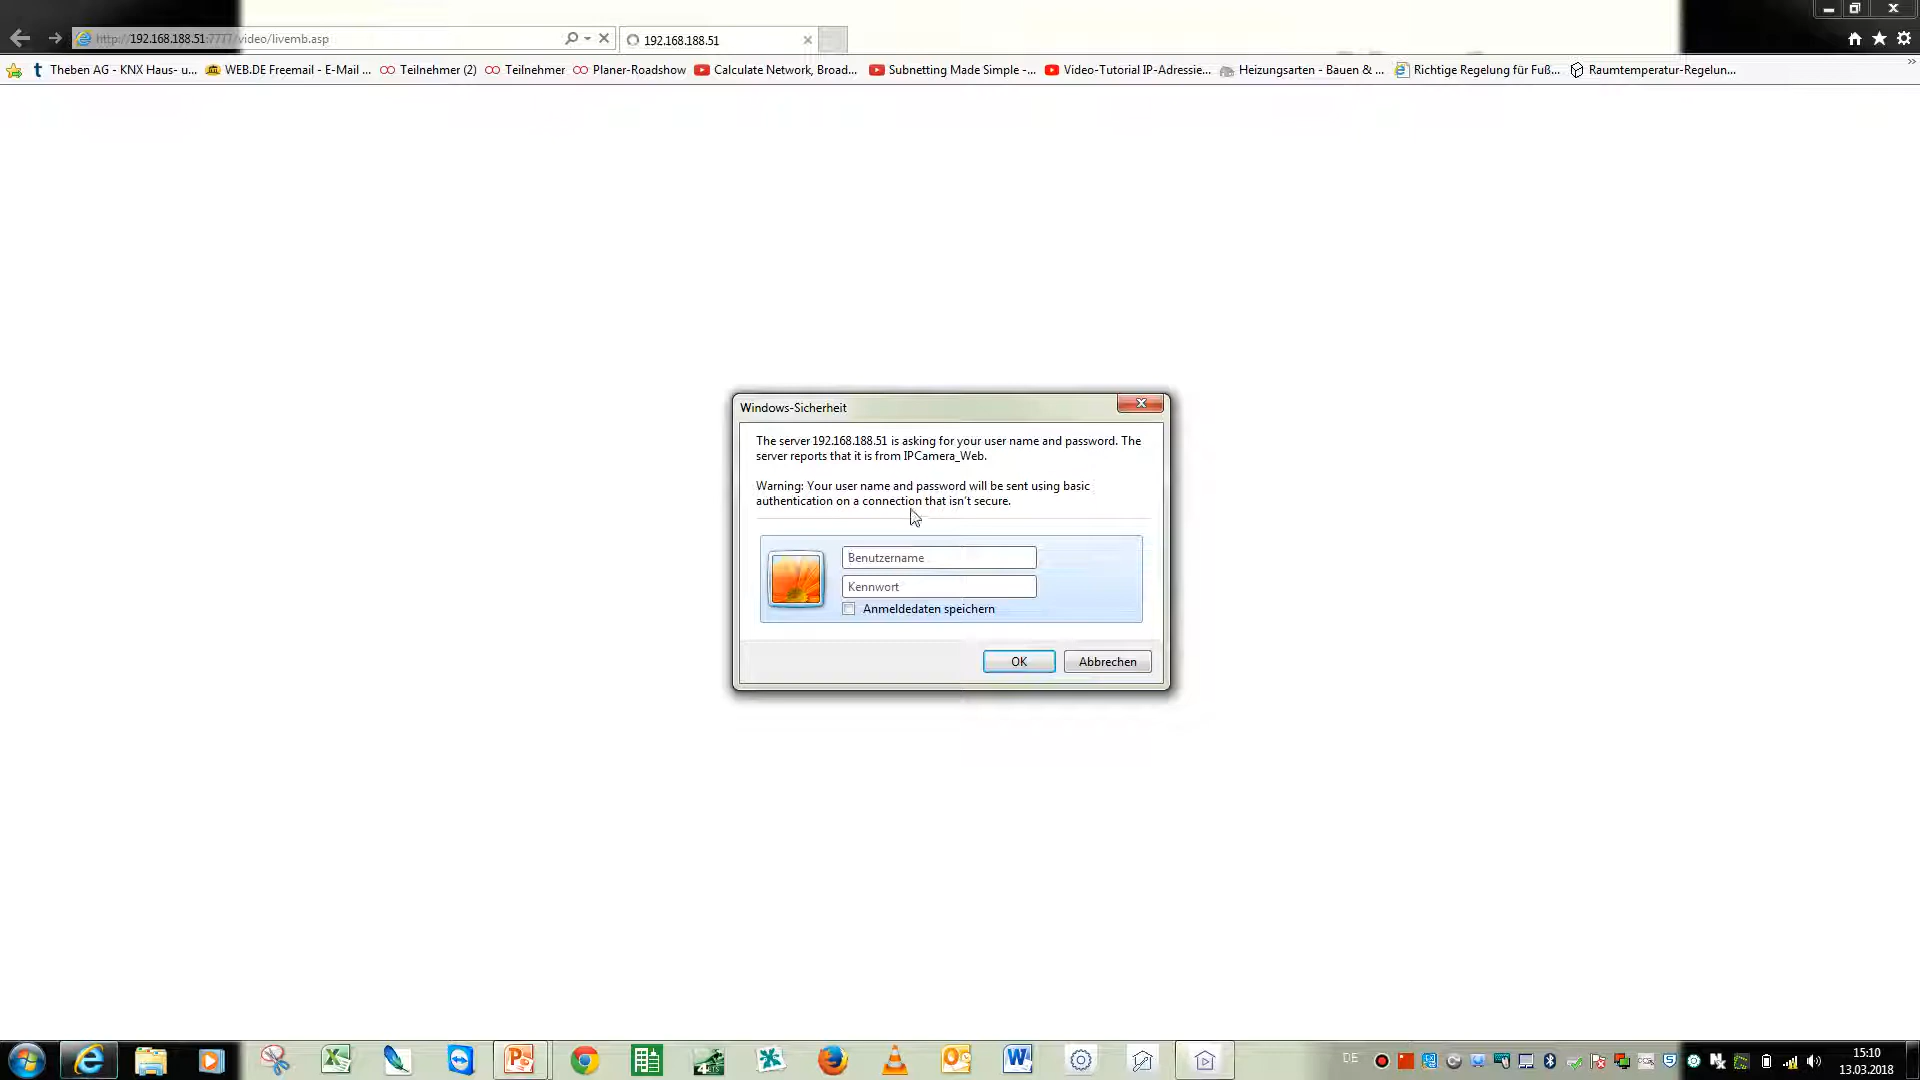 http://192.168.188.51:7777/video/livemb.asp
192.168.188.51
Theben AG - KNX Haus- u...
WEB.DE Freemail - E-Mail ...
Teilnehmer (2)
Teilnehmer
Planer-Roadshow
Calculate Network, Broad...
Subnetting Made Simple -...
Video-Tutorial IP-Adressie...
Heizungsarten - Bauen & ...
Richtige Regelung für Fuß...
Raumtemperatur-Regelun...
Windows-Sicherheit
The server 192.168.188.51 is asking for your user name and password. The
server reports that it is from IPCamera_Web.
Warning: Your user name and password will be sent using basic
authentication on a connection that isn't secure.
Benutzername
Kennwort
Anmeldedaten speichern
OK
Abbrechen
DE
15:10
13.03.2018